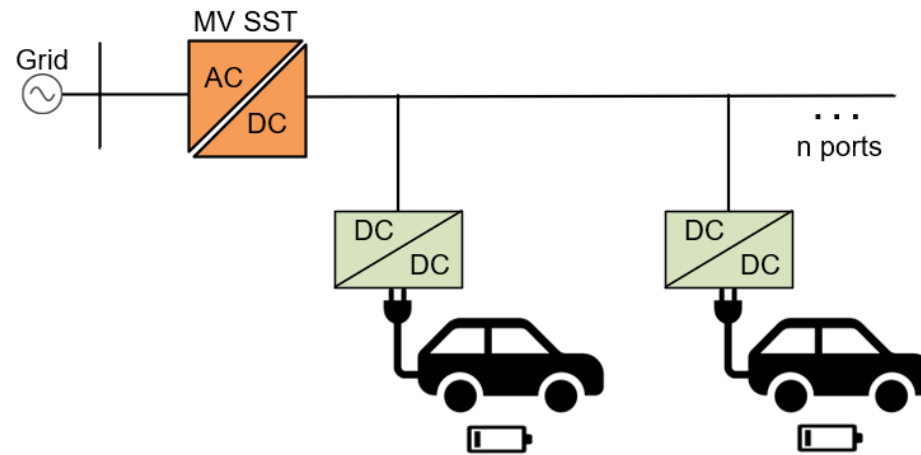 MV SST
Grid
AC
DC
. . .
n ports
DC
DC
DC
DC